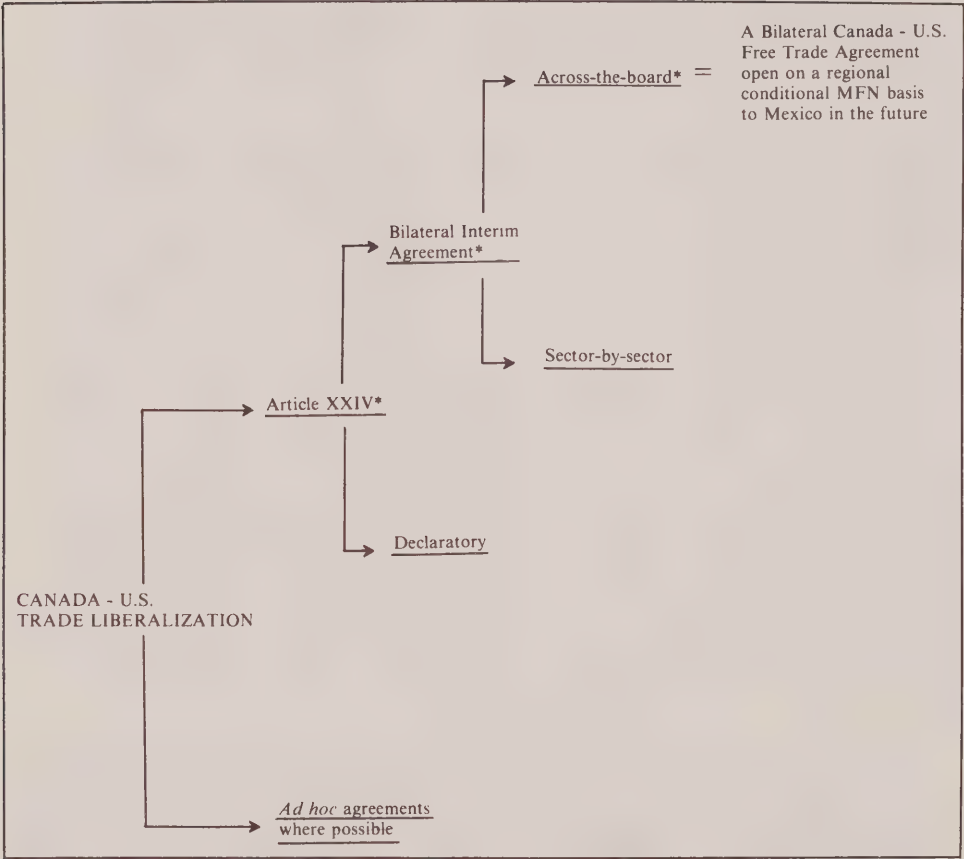 A Bilateral Canada - U.S.
Free Trade Agreement
open on a regional
conditional MFN basis
to Mexico in the future
Across-the-board* =
Bilateral Interim
Agreement*
Sector-by-sector
Article XXIV*
Declaratory
CANADA - U.S.
TRADE LIBERALIZATION
Ad hoc agreements
where possible